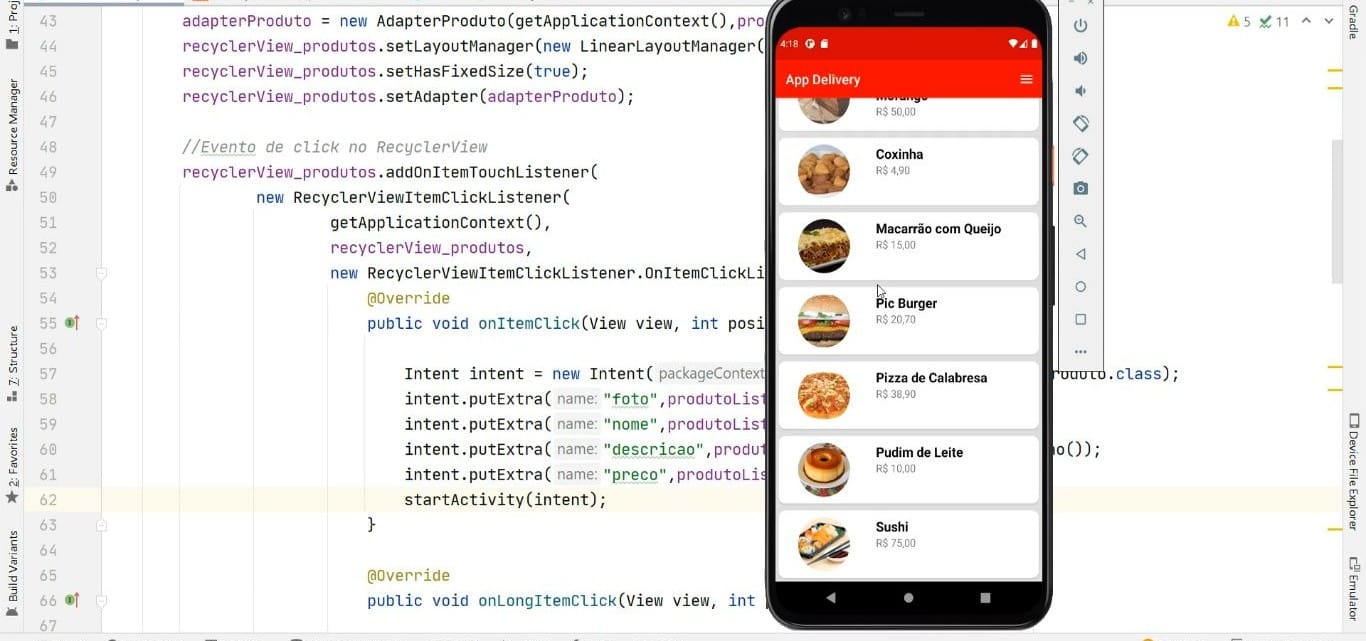 1: Proj
Resource Manager
7: Structure
2: Favorites
Build Variants
43 adapterProduto = new AdapterProduto(getApplicationContext(),pro
44 recyclerView_produtos.setLayoutManager(new LinearLayoutManager(
45 recyclerView_produtos.setHasFixedSize(true);
46 recyclerView_produtos.setAdapter(adapterProduto);
47
48 //Evento de click no RecyclerView
49 recyclerView_produtos.addOnItemTouchListener(
50 new RecyclerViewItemClickListener(
51 getApplicationContext(),
52 recyclerView_produtos,
53 new RecyclerViewItemClickListener.OnItemClickLi
54 @Override
55 public void onItemClick(View view, int posi
56
57 Intent intent = new Intent( packageContext
oduto.class);
58 intent.putExtra( name: "foto",produtoList
59 intent.putExtra( name: "nome",produtoList
60 intent.putExtra( name: "descricao",produt
o());
61 intent.putExtra( name: "preco",produtoLis
62 startActivity(intent);
63 }
64
65 @Override
66 public void onLongItemClick(View view, int
67
4:18
App Delivery
Morango
R$ 50,00
Coxinha
R$ 4,90
Macarrão com Queijo
R$ 15,00
Pic Burger
R$ 20,70
Pizza de Calabresa
R$ 38,90
Pudim de Leite
R$ 10,00
Sushi
R$ 75,00
5 11
Gradle
Device File Explorer
Emulator